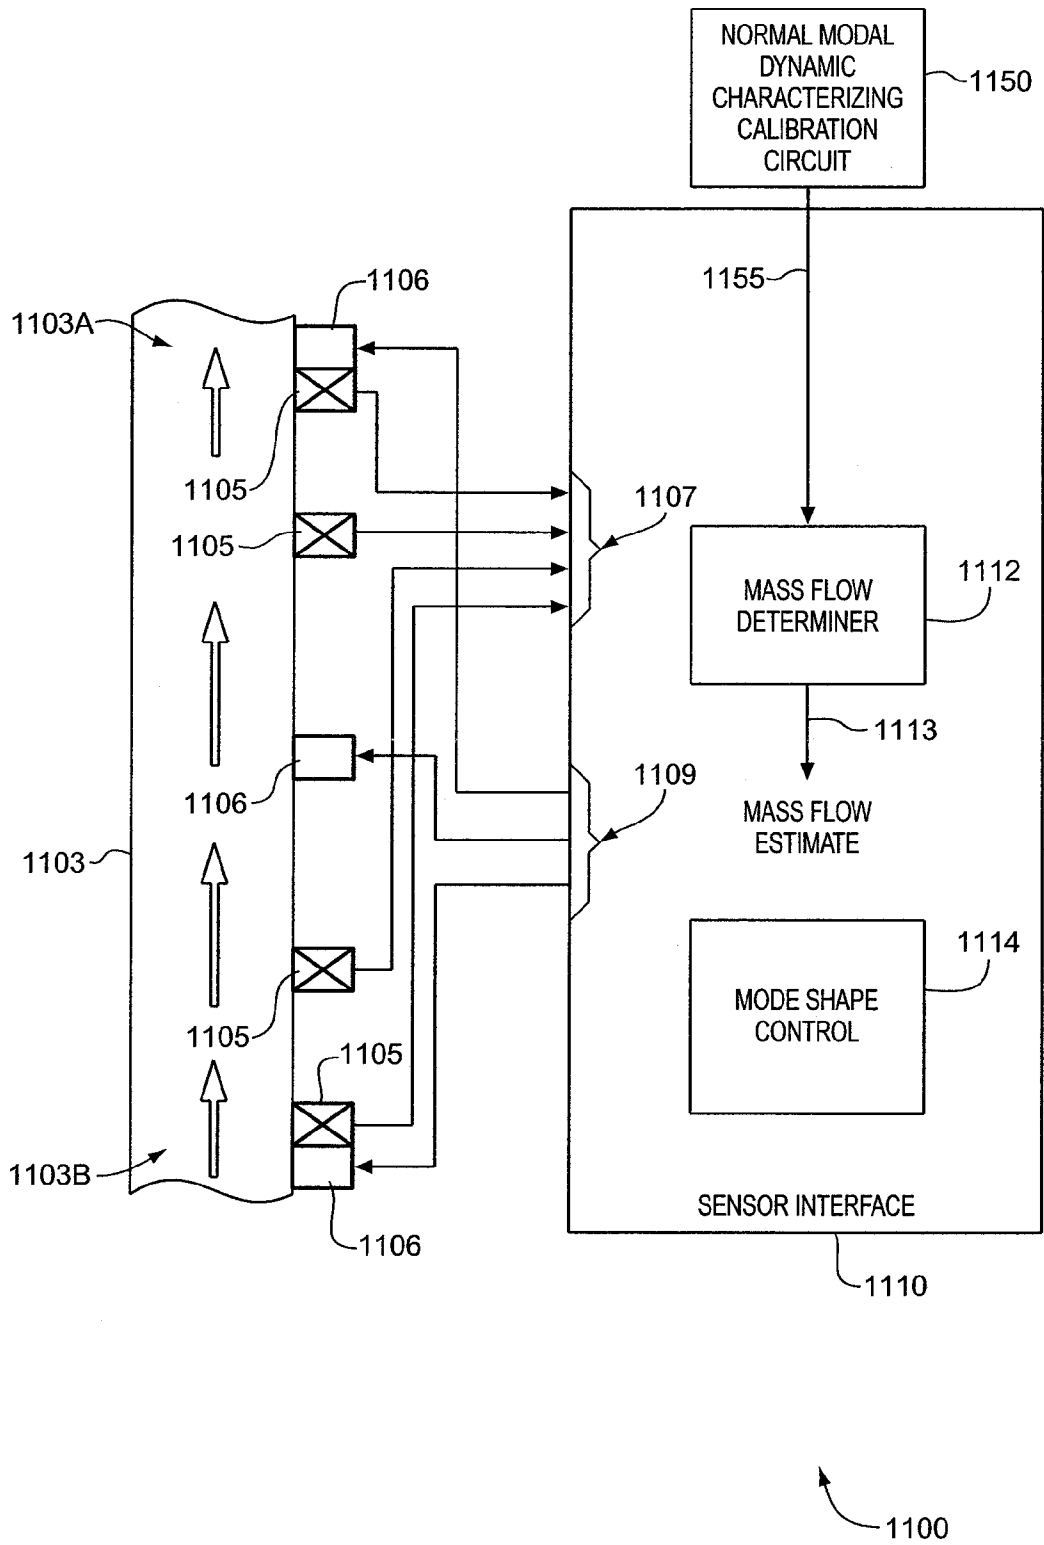 NORMAL MODAL
DYNAMIC
CHARACTERIZING
CALIBRATION
CIRCUIT
1150
1155
1106
1103A
1105
1107
1105
1112
MASS FLOW
DETERMINER
1113
1109
1106
MASS FLOW
ESTIMATE
1103
1114
MODE SHAPE
CONTROL
1105
1105
1103B
SENSOR INTERFACE
1106
1110
1100